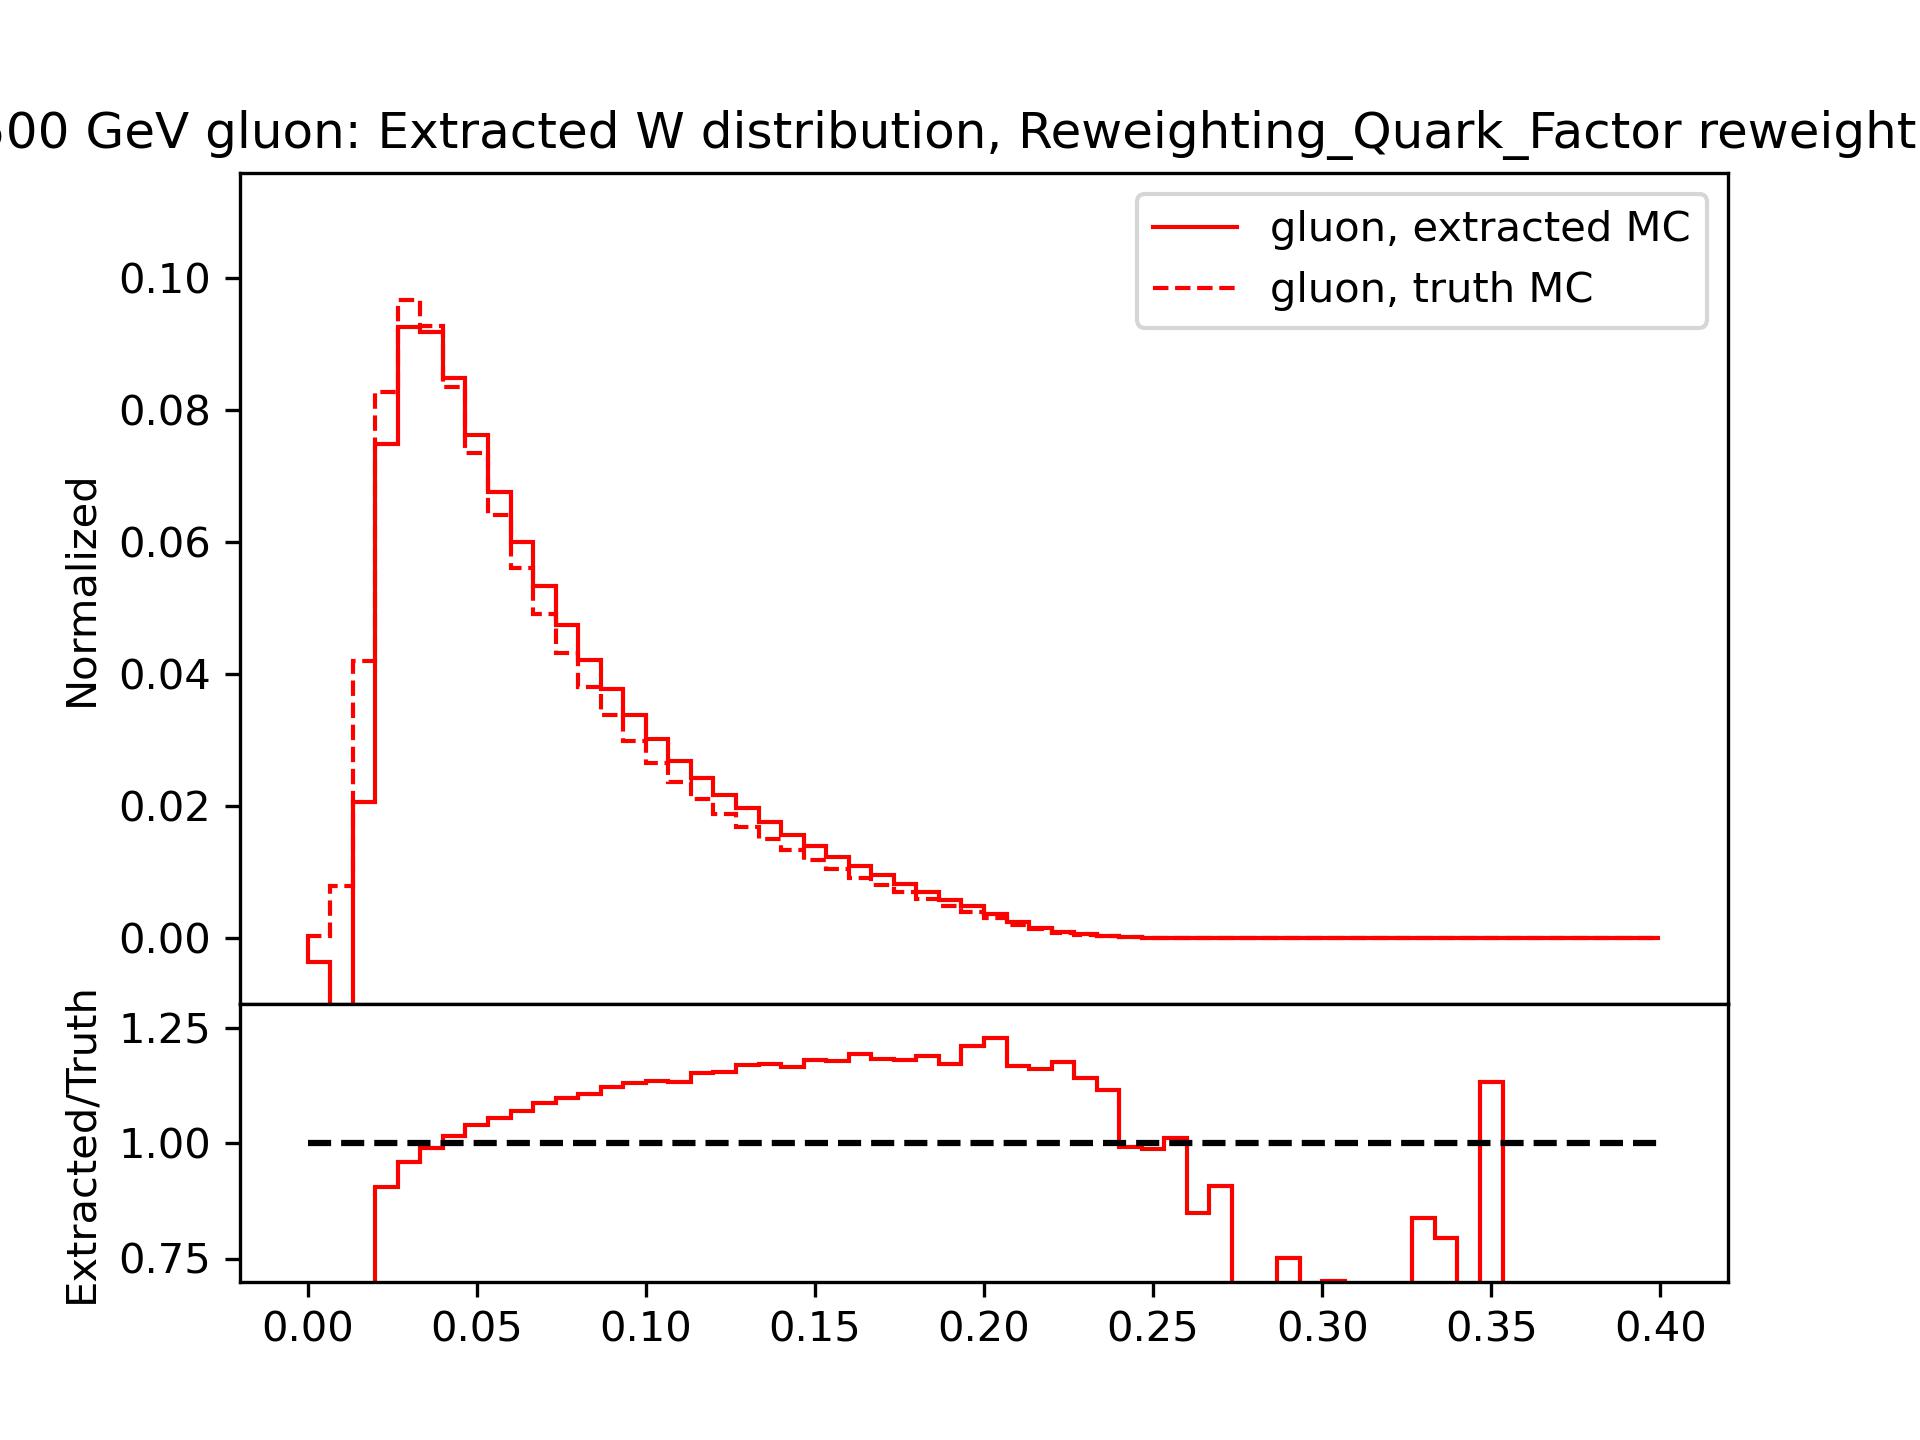 00 GeV gluon: Extracted W distribution, Reweighting_Quark_Factor reweight
gluon, extracted MC
gluon, truth MC
Normalized
0.10
0.08
0.06
0.04
0.02
0.00
Extracted/Truth
1.25
1.00
0.75
0.00 0.05 0.10 0.15 0.20 0.25 0.30 0.35 0.40